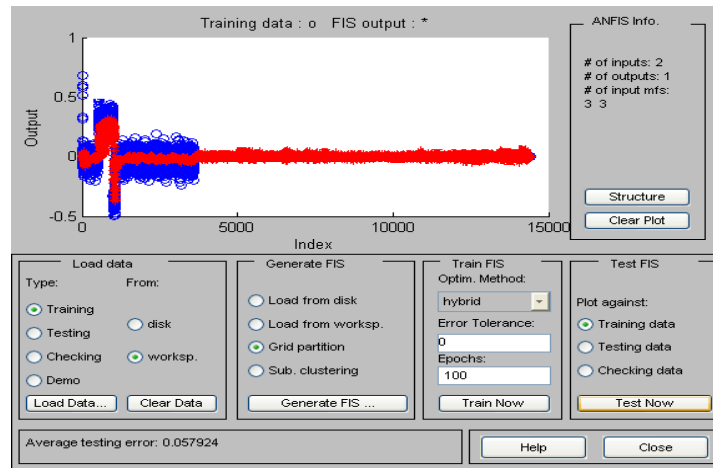 Training data : o   FIS output : *
1
0.5
0
-0.5
Output
0
5000
10000
15000
Index
ANFIS Info.
# of inputs: 2
# of outputs: 1
# of input mfs:
3  3
Structure
Clear Plot
Load data
Type:
From:
Training
Testing
Checking
Demo
disk
worksp.
Load Data...
Clear Data
Generate FIS
Load from disk
Load from worksp.
Grid partition
Sub. clustering
Generate FIS ...
Train FIS
Optim. Method:
hybrid
Error Tolerance:
0
Epochs:
100
Train Now
Test FIS
Plot against:
Training data
Testing data
Checking data
Test Now
Average testing error: 0.057924
Help
Close